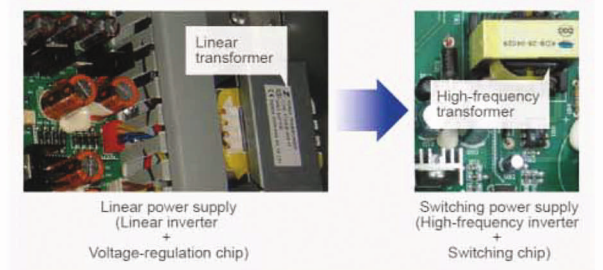 Linear
transformer
High-frequency
transformer
Linear power supply
(Linear inverter
+
Voltage-regulation chip)
Switching power supply
(High-frequency inverter
+
Switching chip)